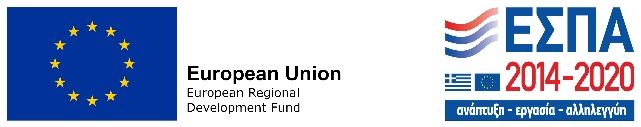 European Union
European Regional
Development Fund
ΕΣΠΑ
2014-2020
ανάπτυξη - εργασία - αλληλεγγύη